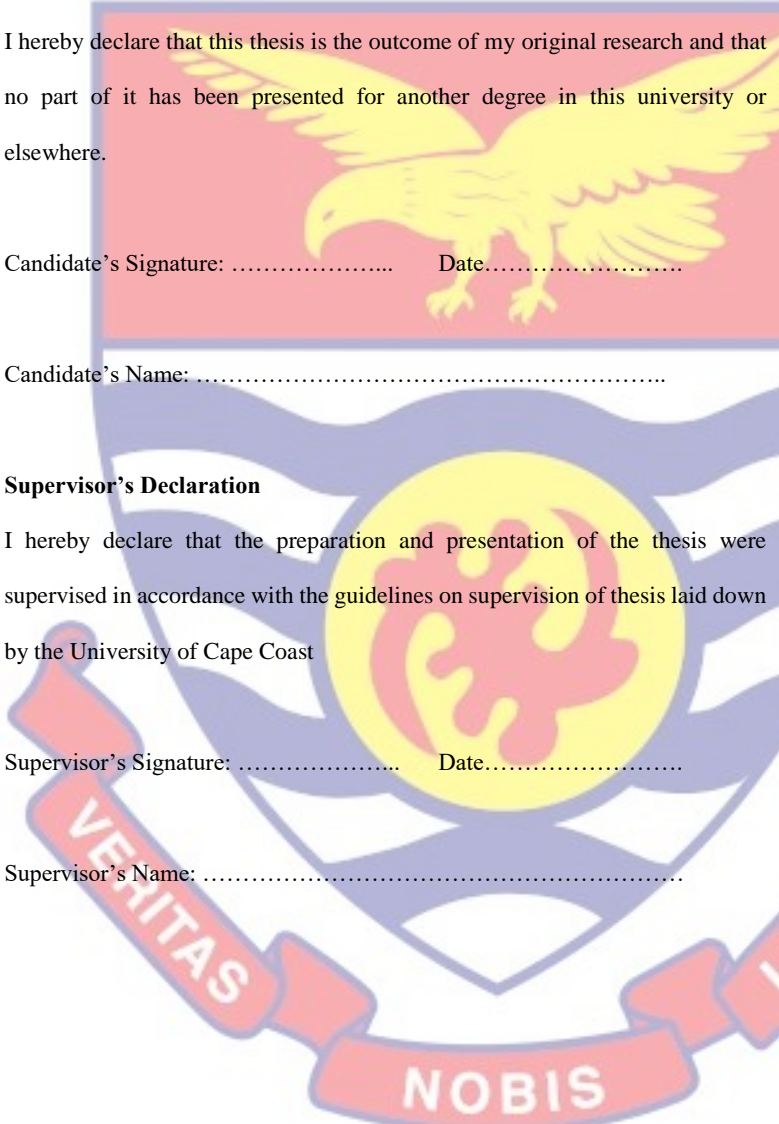 I hereby declare that this thesis is the outcome of my original research and that
no part of it has been presented for another degree in this university or
elsewhere.
Candidate’s Signature: ………………... Date…………………….
Candidate’s Name: …………………………………………………..
Supervisor’s Declaration
I hereby declare that the preparation and presentation of the thesis were
supervised in accordance with the guidelines on supervision of thesis laid down
by the University of Cape Coast
Supervisor’s Signature: ……………….. Date…………………….
Supervisor’s Name: ……………………………………………………
VERITAS
NOBIS